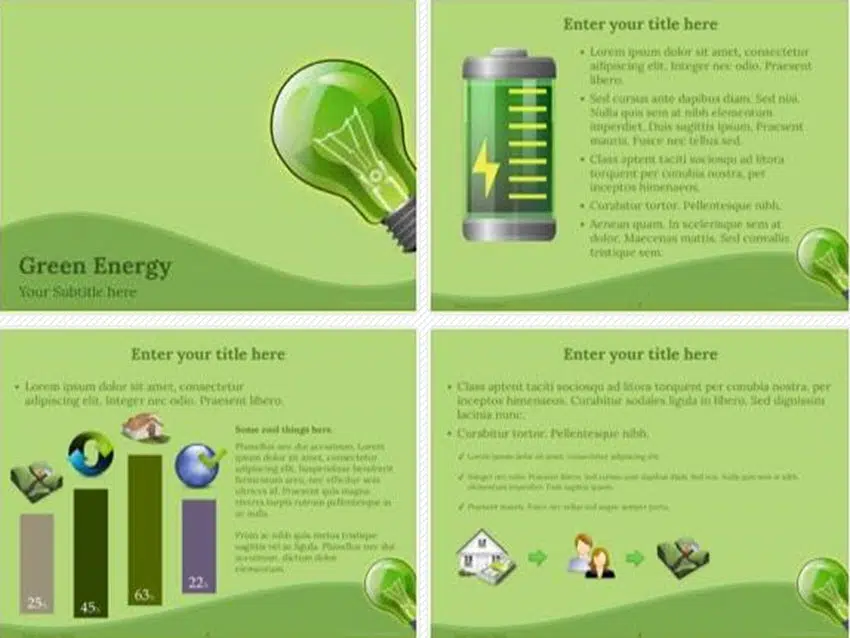 Green Energy
Your Subtitle here
Enter your title here
• Lorem ipsum dolor sit amet, consectetur
adipiscing elit. Integer nec odio. Praesent
libero.
• Sed cursus ante dapibus diam. Sed nisi.
Nulla quis sem at nibh elementum
imperdiet. Duis sagittis ipsum. Praesent
mauris. Fusce nec tellus sed.
• Class aptent taciti sociosqu ad litora
torquent per conubia nostra, per
inceptos himenaeos.
• Curabitur tortor. Pellentesque nibh.
• Aenean quam. In scelerisque sem at
dolor. Maecenas mattis. Sed convallis
tristique sem.
Enter your title here
• Lorem ipsum dolor sit amet, consectetur
adipiscing elit. Integer nec odio. Praesent libero.
Some cool things here.
Phasellus nec dui accumsan, Lorem
ipsum dolor sit amet, consectetur
adipiscing elit. Suspendisse hendrerit
fermentum arcu, nec efficitur
ultrices id. Praesent quis magna
viverra turpis rutrum pellentesque in
ac nulla.
Proin ac nibh quis metus tristique
sagittis vel ac ligula. Phasellus nec dui
accumsan, dictum dolor
elementum.
25%
45%
63%
22%
Enter your title here
• Class aptent taciti sociosqu ad litora torquent per conubia nostra, per
inceptos himenaeos. Curabitur sodales ligula in libero. Sed dignissim
lacinia nunc.
• Curabitur tortor. Pellentesque nibh.
✓ Lorem ipsum dolor sit amet, consectetur adipiscing elit.
✓ Integer nec odio. Praesent libero. Sed cursus ante dapibus diam. Sed nisi. Nulla quis sem at nibh
elementum imperdiet. Duis sagittis ipsum.
✓ Praesent mauris. Fusce nec tellus sed augue semper porta.